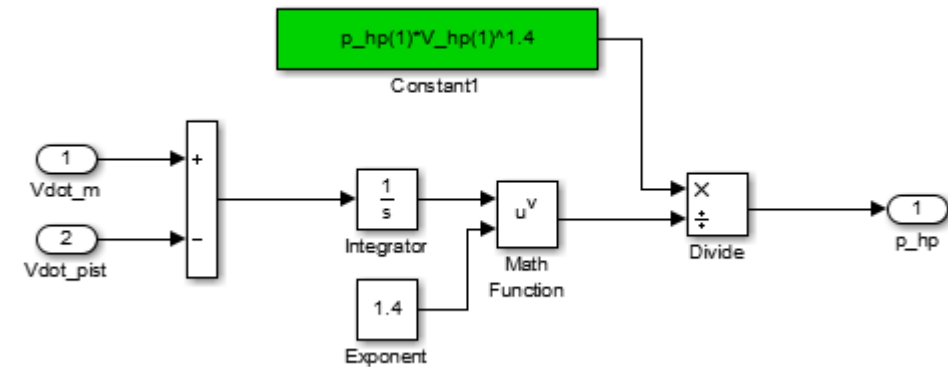 p_hp(1)*V_hp(1)^1.4
Constant1
1
Vdot_m
+
2
Vdot_pist
−
1
s
Integrator
1.4
Exponent
u^v
Math
Function
×
÷
Divide
1
p_hp